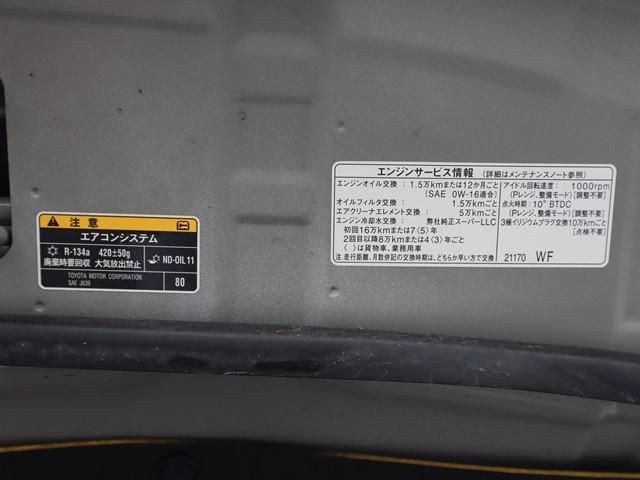 注意
エアコンシステム
R-134a 420±50g
廃棄時要回収 大気放出禁止
ND-OIL11
TOYOTA MOTOR CORPORATION
SAE J639
80
エンジンサービス情報 (詳細はメンテナンスノート参照)
エンジンオイル交換 : 1.5万kmまたは12か月ごと
(SAE 0W-16適合)
オイルフィルタ交換 : 1.5万kmごと
エアクリーナエレメント交換 : 5万kmごと
エンジン冷却水交換 : 弊社純正スーパーLLC
初回16万kmまたは7(5)年
2回目以降8万kmまたは4(3)年ごと
( )は貨物車、業務用車
注.走行距離、月数併記の交換時期は、どちらか早い方で交換
アイドル回転速度: 1000rpm
(Pレンジ、整備モード)[調整不要]
点火時期: 10° BTDC
(Pレンジ、整備モード)[調整不要]
3極イリジウムプラグ交換10万kmごと
[点検不要]
21170 WF